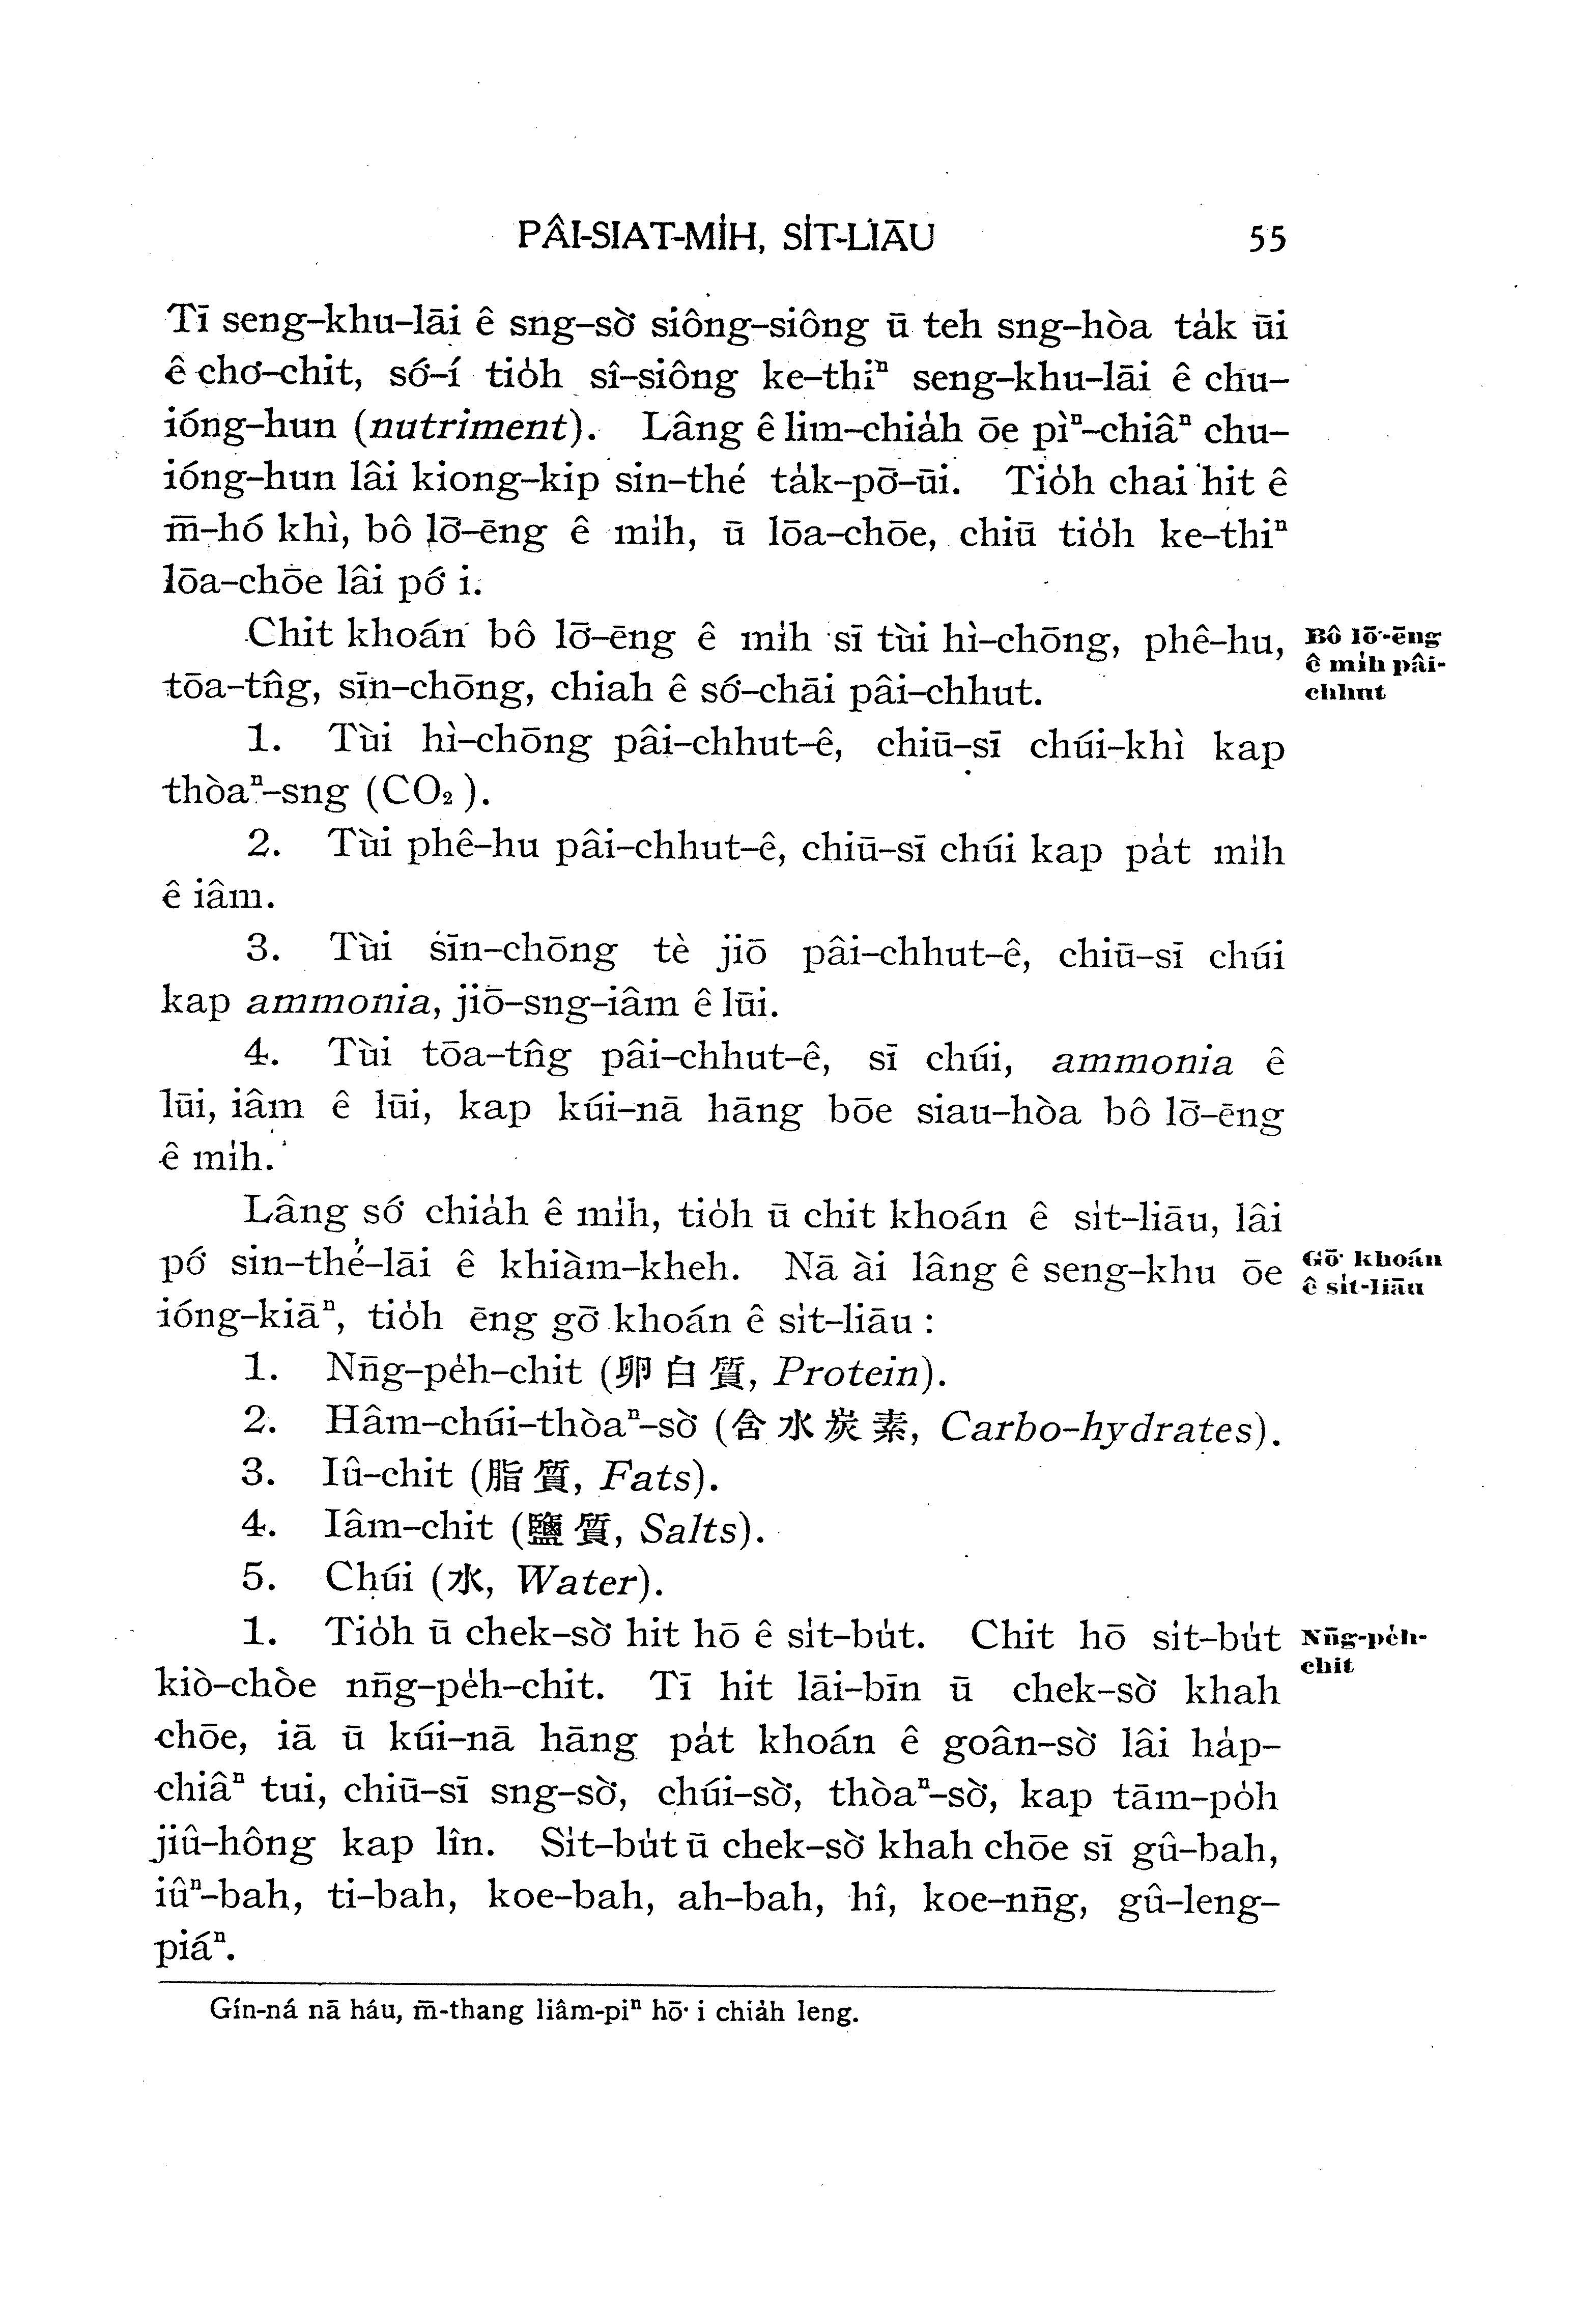 PÂI-SIAT-MI̍H, SI̍T-LIĀU 55
Tī seng-khu-lāi ê sng-sò͘ siông-siông ū teh sng-hòa ta̍k ūi
ê cho͘-chit, só͘-í tio̍h sî-siông ke-thiⁿ seng-khu-lāi ê chu-
ióng-hun (nutriment). Lâng ê lim-chia̍h ōe pìⁿ-chiâⁿ chu-
ióng-hun lâi kiong-kip sin-thé ta̍k-pō͘-ūi. Tio̍h chai hit ê
m̄-hó khì, bô lō͘-ēng ê mi̍h, ū lōa-chōe, chiū tio̍h ke-thiⁿ
lōa-chōe lâi pó͘ i.
Chit khoán bô lō͘-ēng ê mi̍h sī tùi hì-chōng, phê-hu,
tōa-tn̂g, sīn-chōng, chiah ê só͘-chāi pâi-chhut.
Bô lō͘-ēng
ê mi̍h pâi-
chhut
1. Tùi hì-chōng pâi-chhut-ê, chiū-sī chúi-khì kap
thòaⁿ-sng (CO₂).
2. Tùi phê-hu pâi-chhut-ê, chiū-sī chúi kap pa̍t mi̍h
ê iâm.
3. Tùi sīn-chōng tè jiō pâi-chhut-ê, chiū-sī chúi
kap ammonia, jiō-sng-iâm ê lūi.
4. Tùi tōa-tn̂g pâi-chhut-ê, sī chúi, ammonia ê
lūi, iâm ê lūi, kap kúi-nā hāng bōe siau-hòa bô lō͘-ēng
ê mi̍h.
Lâng só͘ chia̍h ê mi̍h, tio̍h ū chit khoán ê si̍t-liāu, lâi
pó͘ sin-thé-lāi ê khiàm-kheh. Nā ài lâng ê seng-khu ōe
ióng-kiāⁿ, tio̍h ēng gō͘ khoán ê si̍t-liāu :
Gō͘ khoán
ê si̍t-liāu
1. Nn̄g-pe̍h-chit (卵白質, Protein).
2. Hâm-chúi-thòaⁿ-sò͘ (含水炭素, Carbo-hydrates).
3. Iû-chit (脂質, Fats).
4. Iâm-chit (鹽質, Salts).
5. Chúi (水, Water).
1. Tio̍h ū chek-sò͘ hit hō ê si̍t-bu̍t. Chit hō si̍t-bu̍t
kiò-chòe nn̄g-pe̍h-chit. Tī hit lāi-bīn ū chek-sò͘ khah
chōe, iā ū kúi-nā hāng pa̍t khoán ê goân-sò͘ lâi ha̍p-
chiâⁿ tui, chiū-sī sng-sò͘, chúi-sò͘, thòaⁿ-sò͘, kap tām-po̍h
jiû-hông kap lîn. Si̍t-bu̍t ū chek-sò͘ khah chōe sī gû-bah,
iûⁿ-bah, ti-bah, koe-bah, ah-bah, hî, koe-nn̄g, gû-leng-
piáⁿ.
Nn̄g-pe̍h-
chit
Gín-ná nā háu, m̄-thang liâm-piⁿ hō͘ i chia̍h leng.